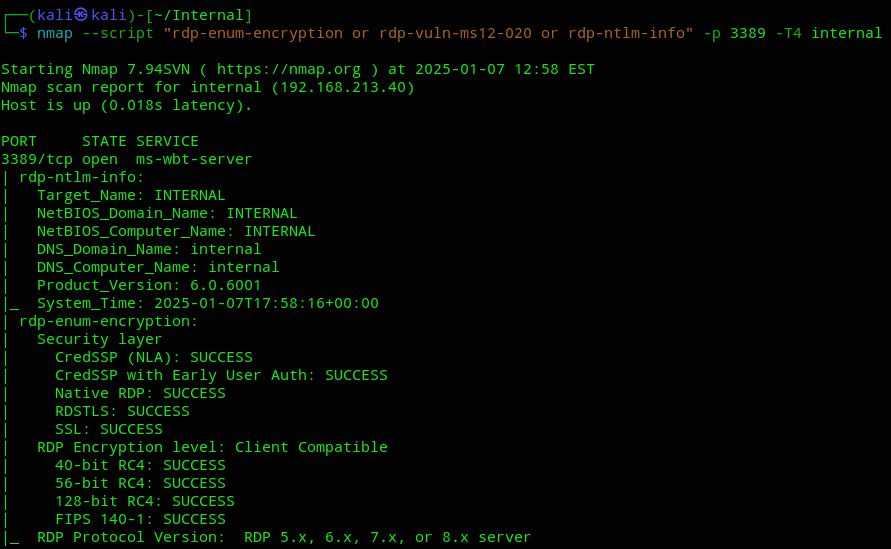 ┌──(kali㉿kali)-[~/Internal]
└─$ nmap --script "rdp-enum-encryption or rdp-vuln-ms12-020 or rdp-ntlm-info" -p 3389 -T4 internal
Starting Nmap 7.94SVN ( https://nmap.org ) at 2025-01-07 12:58 EST
Nmap scan report for internal (192.168.213.40)
Host is up (0.018s latency).
PORT     STATE SERVICE
3389/tcp open  ms-wbt-server
| rdp-ntlm-info:
|   Target_Name: INTERNAL
|   NetBIOS_Domain_Name: INTERNAL
|   NetBIOS_Computer_Name: INTERNAL
|   DNS_Domain_Name: internal
|   DNS_Computer_Name: internal
|   Product_Version: 6.0.6001
|_  System_Time: 2025-01-07T17:58:16+00:00
| rdp-enum-encryption:
|   Security layer
|     CredSSP (NLA): SUCCESS
|     CredSSP with Early User Auth: SUCCESS
|     Native RDP: SUCCESS
|     RDSTLS: SUCCESS
|     SSL: SUCCESS
|   RDP Encryption level: Client Compatible
|     40-bit RC4: SUCCESS
|     56-bit RC4: SUCCESS
|     128-bit RC4: SUCCESS
|     FIPS 140-1: SUCCESS
|_  RDP Protocol Version:  RDP 5.x, 6.x, 7.x, or 8.x server